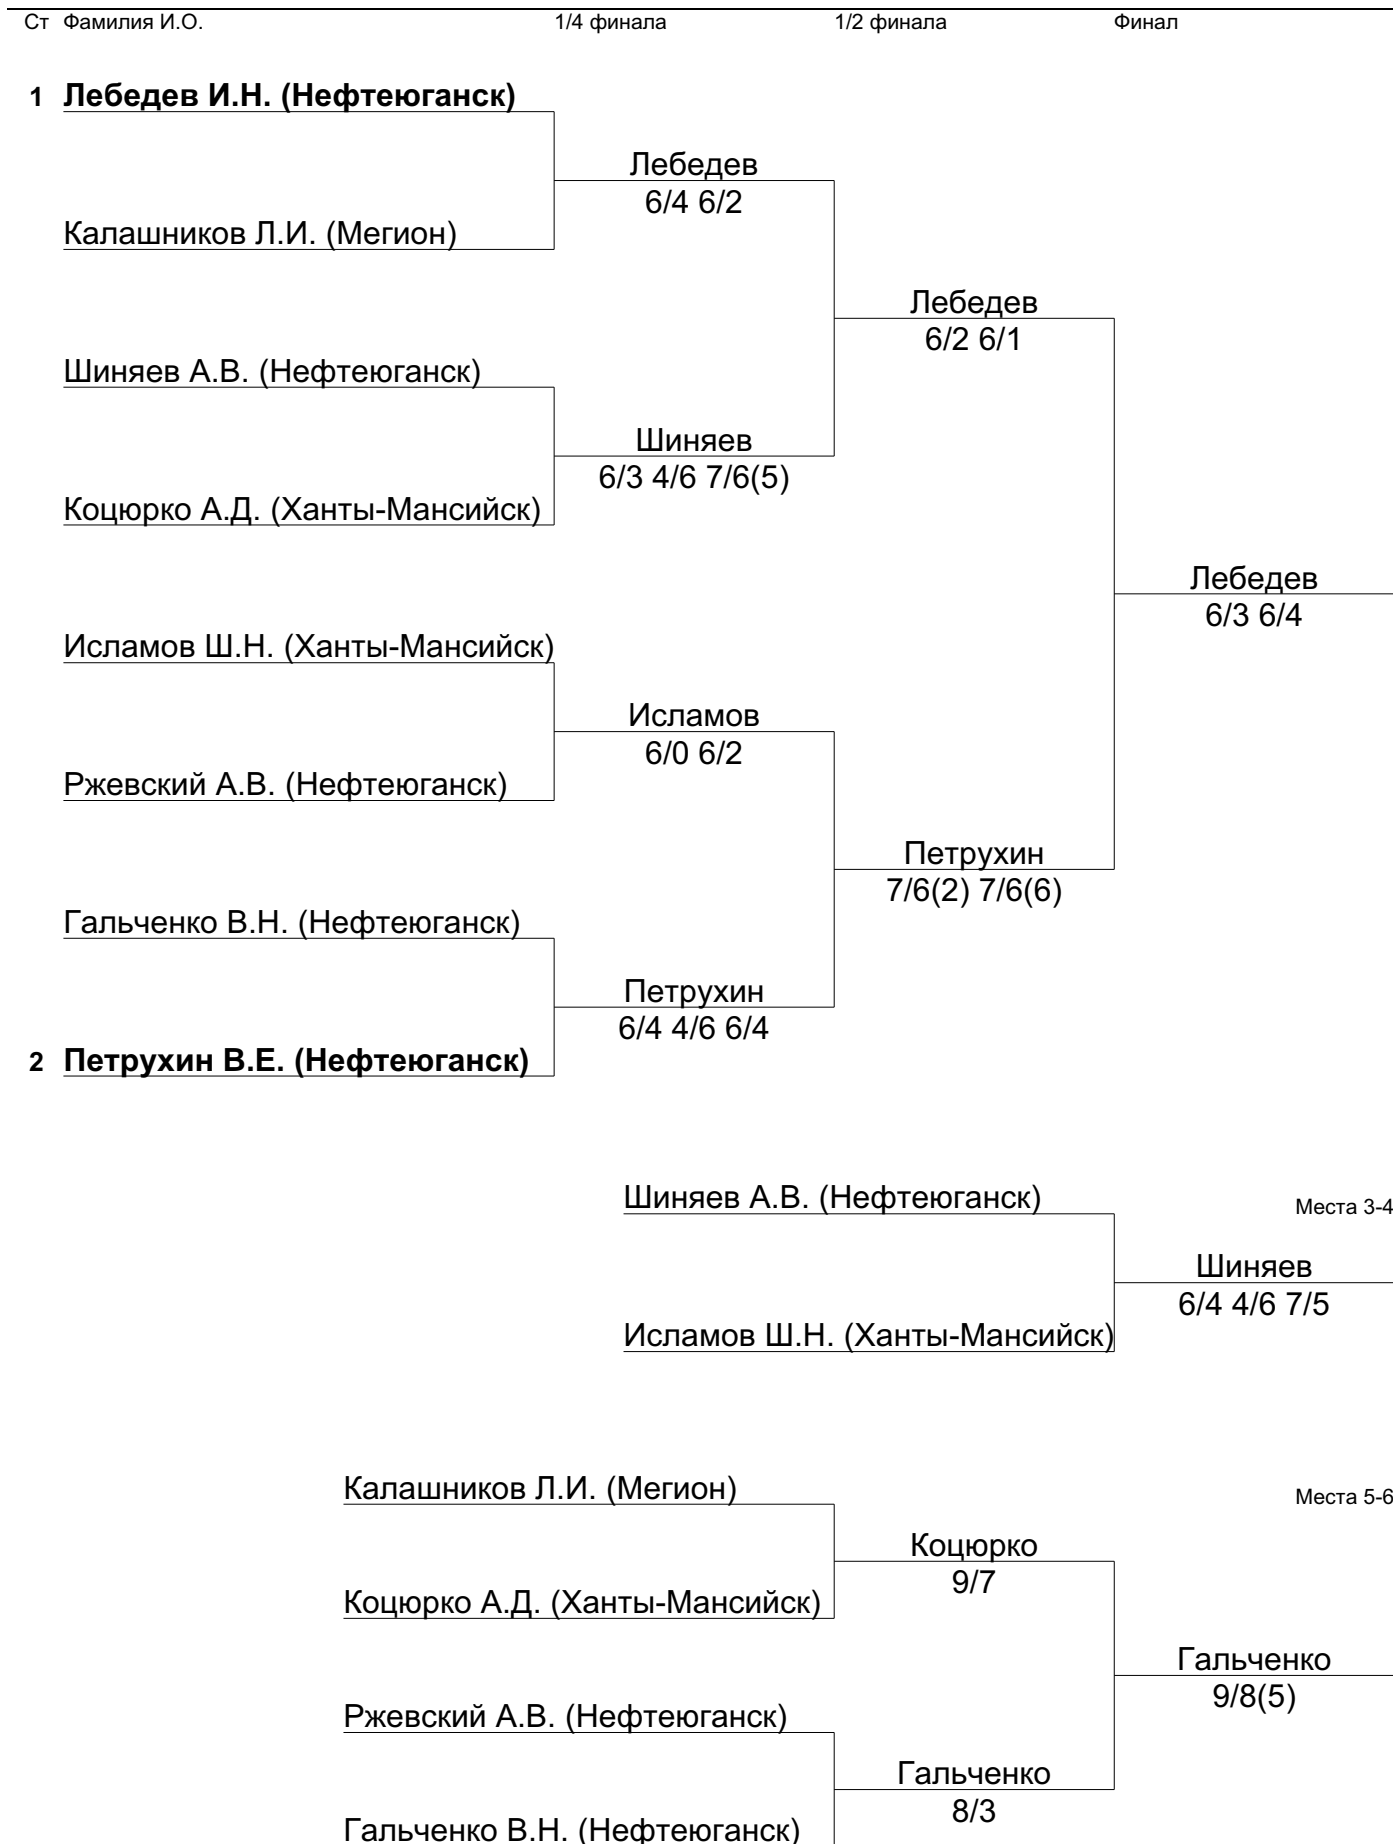 Ст Фамилия И.О. 1/4 финала 1/2 финала Финал
1 Лебедев И.Н. (Нефтеюганск)
Лебедев
6/4 6/2
Калашников Л.И. (Мегион)
Лебедев
6/2 6/1
Шиняев А.В. (Нефтеюганск)
Шиняев
6/3 4/6 7/6(5)
Коцюрко А.Д. (Ханты-Мансийск)
Лебедев
6/3 6/4
Исламов Ш.Н. (Ханты-Мансийск)
Исламов
6/0 6/2
Ржевский А.В. (Нефтеюганск)
Петрухин
7/6(2) 7/6(6)
Гальченко В.Н. (Нефтеюганск)
Петрухин
6/4 4/6 6/4
2 Петрухин В.Е. (Нефтеюганск)
Шиняев А.В. (Нефтеюганск) Места 3-4
Шиняев
6/4 4/6 7/5
Исламов Ш.Н. (Ханты-Мансийск)
Калашников Л.И. (Мегион) Места 5-6
Коцюрко
9/7
Коцюрко А.Д. (Ханты-Мансийск)
Гальченко
9/8(5)
Ржевский А.В. (Нефтеюганск)
Гальченко
8/3
Гальченко В.Н. (Нефтеюганск)